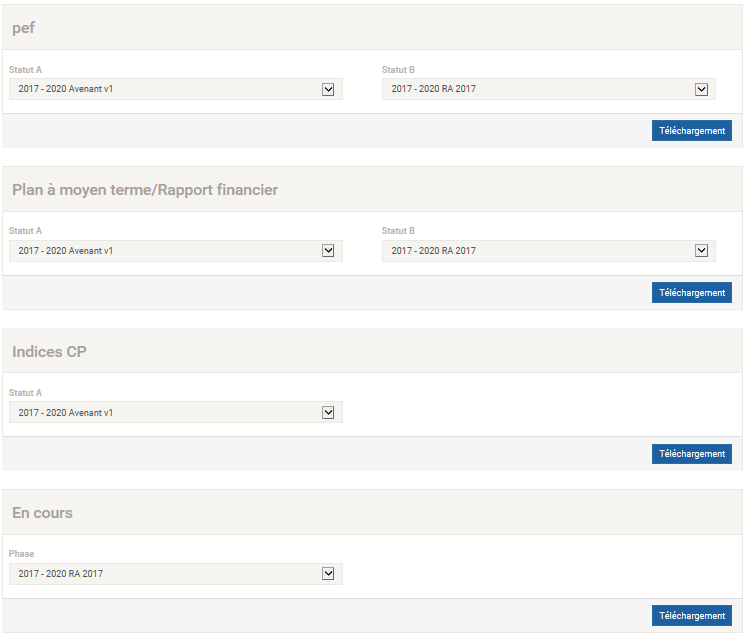 pef
Statut A Statut B
2017 - 2020 Avenant v1 2017 - 2020 RA 2017
Téléchargement
Plan à moyen terme/Rapport financier
Statut A Statut B
2017 - 2020 Avenant v1 2017 - 2020 RA 2017
Téléchargement
Indices CP
Statut A
2017 - 2020 Avenant v1
Téléchargement
En cours
Phase
2017 - 2020 RA 2017
Téléchargement